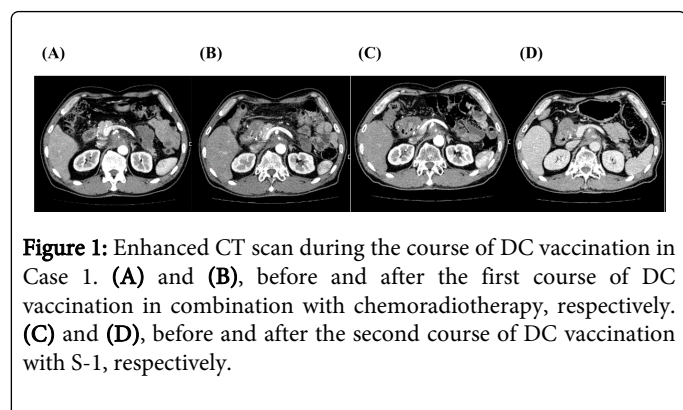 (A) (B) (C) (D)
Figure 1: Enhanced CT scan during the course of DC vaccination in
Case 1. (A) and (B), before and after the first course of DC
vaccination in combination with chemoradiotherapy, respectively.
(C) and (D), before and after the second course of DC vaccination
with S-1, respectively.